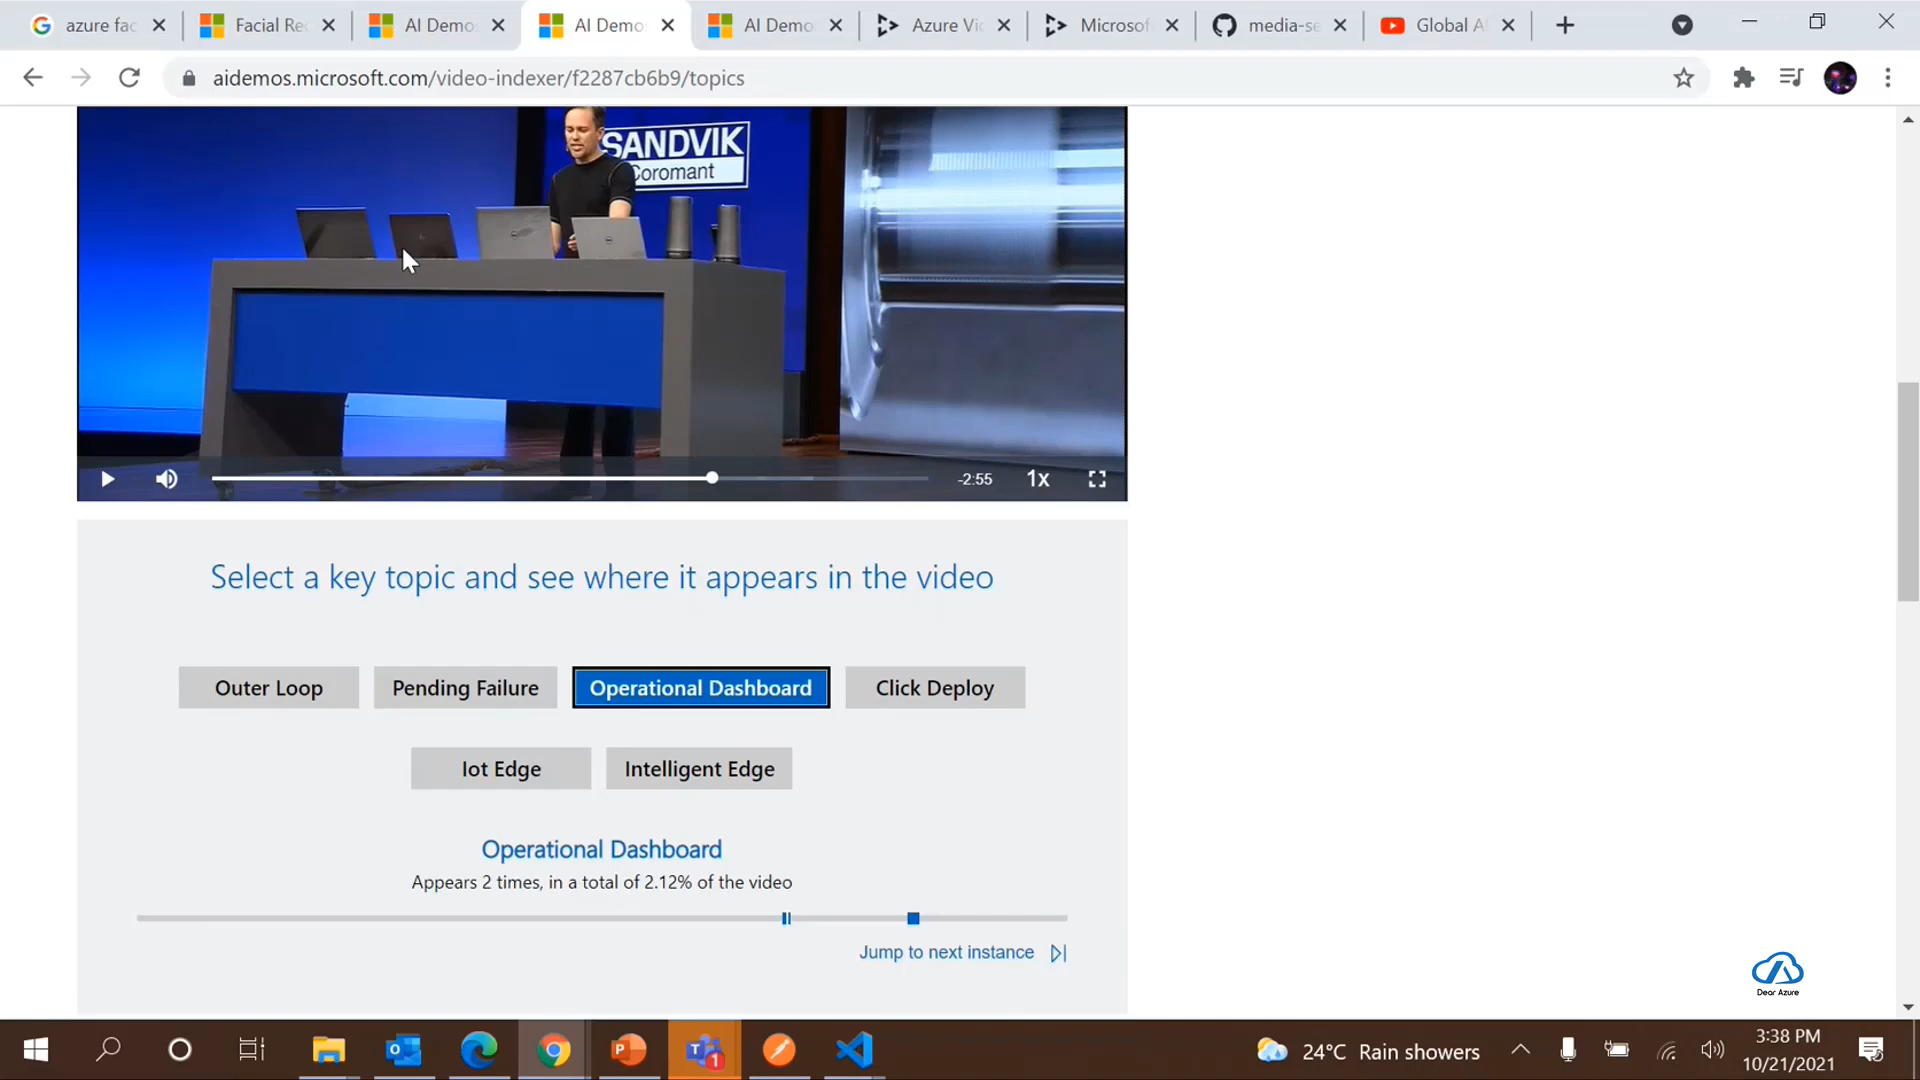 azure fac
Facial Re
AI Demo
AI Demo
AI Demo
Azure Vi
Microsof
media-se
Global A
aidemos.microsoft.com/video-indexer/f2287cb6b9/topics
SANDVIK
Coromant
-2:55
1x
Select a key topic and see where it appears in the video
Outer Loop
Pending Failure
Operational Dashboard
Click Deploy
Iot Edge
Intelligent Edge
Operational Dashboard
Appears 2 times, in a total of 2.12% of the video
Jump to next instance
Dear Azure
24°C Rain showers
3:38 PM
10/21/2021